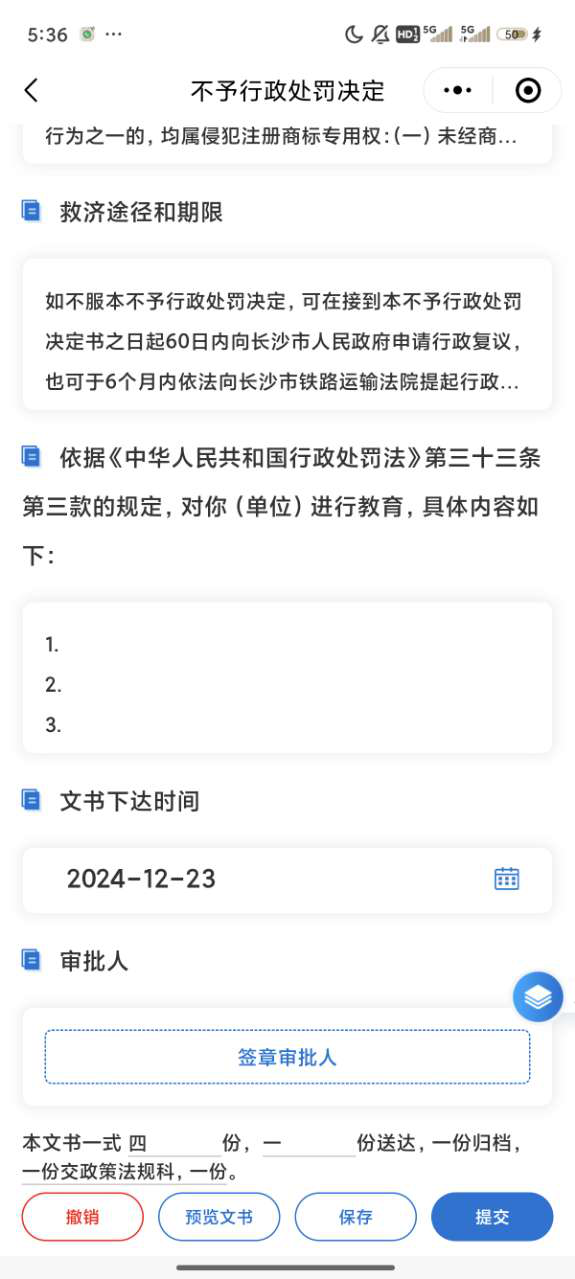 5:36 ··· HD 1 2 5G 5G 50
不予行政处罚决定
行为之一的，均属侵犯注册商标专用权：(一）未经商...
救济途径和期限
如不服本不予行政处罚决定，可在接到本不予行政处罚
决定书之日起60日内向长沙市人民政府申请行政复议，
也可于6个月内依法向长沙市铁路运输法院提起行政...
依据《中华人民共和国行政处罚法》第三十三条
第三款的规定，对你（单位）进行教育，具体内容如
下：
1.
2.
3.
文书下达时间
2024-12-23
审批人
签章审批人
本文书一式 四 份，一 份送达，一份归档，
一份交政策法规科，一份。
撤销 预览文书 保存 提交